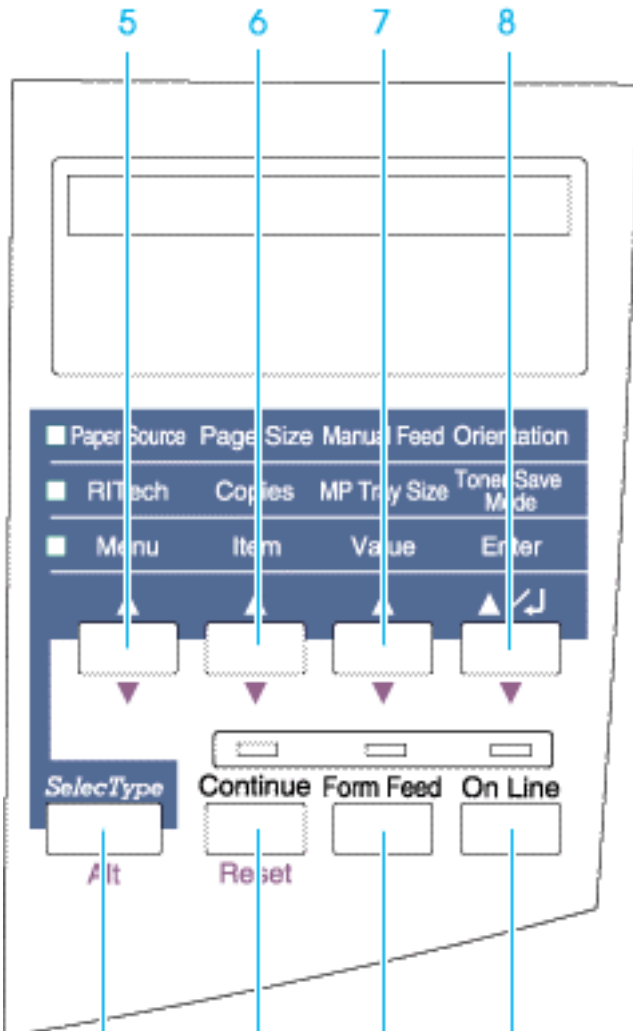 5 6 7 8
Paper Source Page Size Manual Feed Orientation
RITech Copies MP Tray Size Toner Save
Mode
Menu Item Value Enter
SelecType Continue Form Feed On Line
Alt Reset